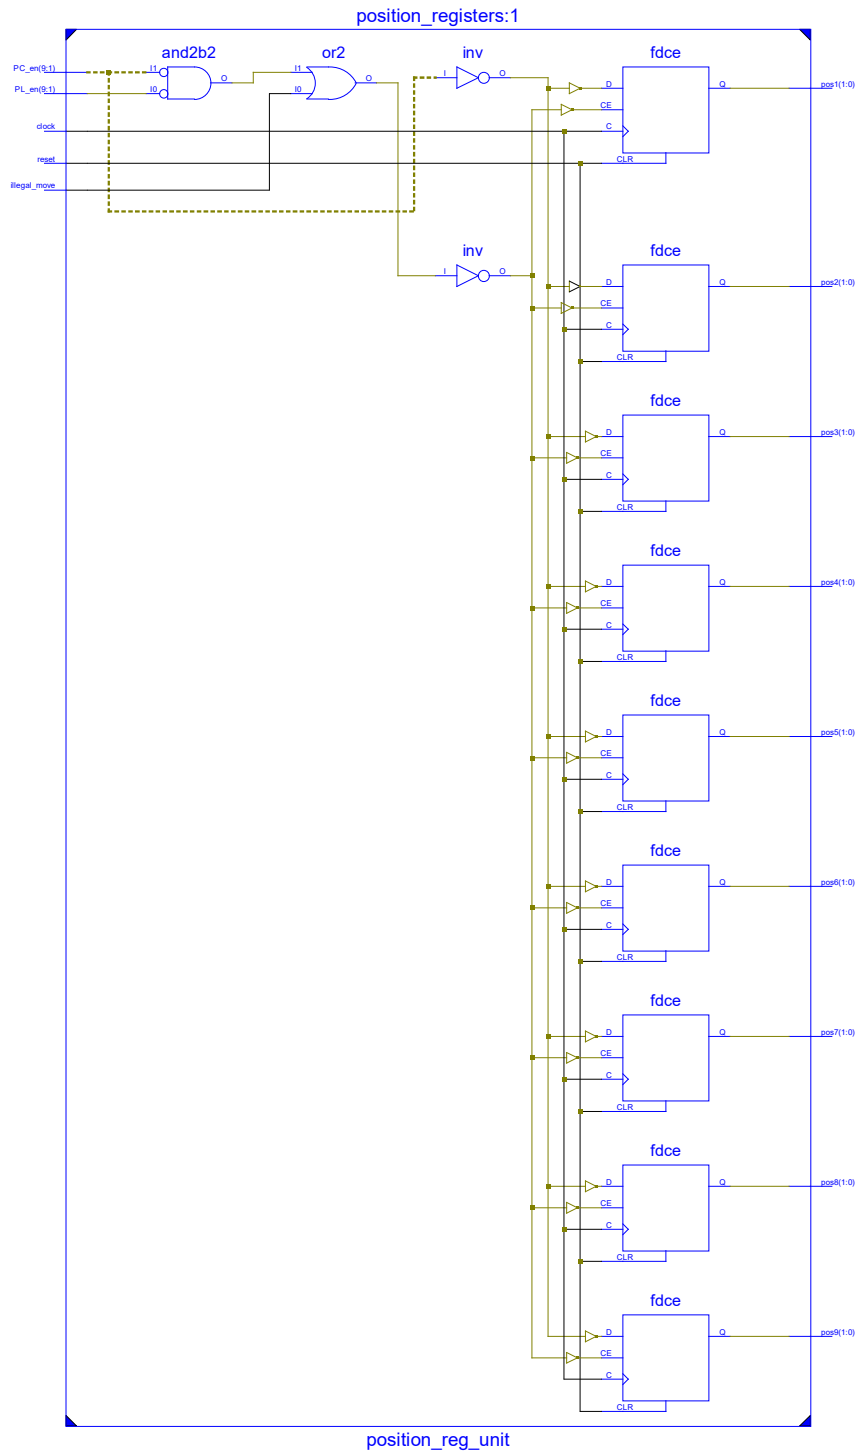 position_registers:1
and2b2
or2
inv
fdce
PC_en(9:1)
I1
O
I1
O
I
O
D
Q
pos1(1:0)
PL_en(9:1)
I0
I0
CE
clock
C
reset
CLR
illegal_move
inv
fdce
I
O
D
Q
pos2(1:0)
CE
C
CLR
fdce
D
Q
pos3(1:0)
CE
C
CLR
fdce
D
Q
pos4(1:0)
CE
C
CLR
fdce
D
Q
pos5(1:0)
CE
C
CLR
fdce
D
Q
pos6(1:0)
CE
C
CLR
fdce
D
Q
pos7(1:0)
CE
C
CLR
fdce
D
Q
pos8(1:0)
CE
C
CLR
fdce
D
Q
pos9(1:0)
CE
C
CLR
position_reg_unit